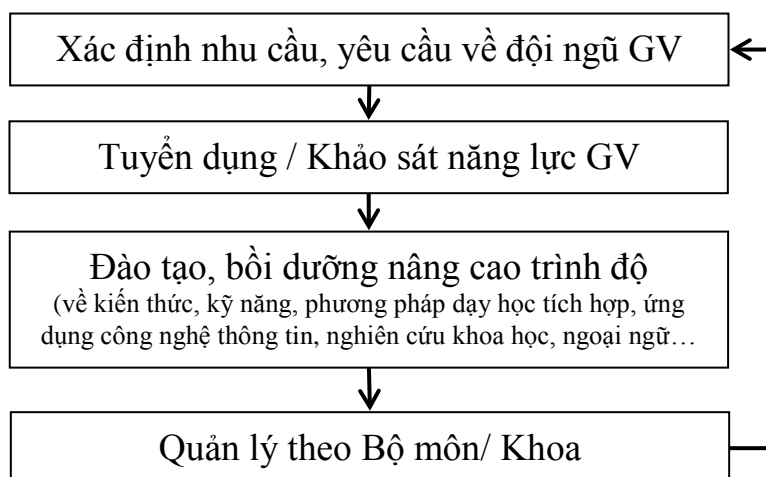 Xác định nhu cầu, yêu cầu về đội ngũ GV
Tuyển dụng / Khảo sát năng lực GV
Đào tạo, bồi dưỡng nâng cao trình độ
(về kiến thức, kỹ năng, phương pháp dạy học tích hợp, ứng
dụng công nghệ thông tin, nghiên cứu khoa học, ngoại ngữ…
Quản lý theo Bộ môn/ Khoa